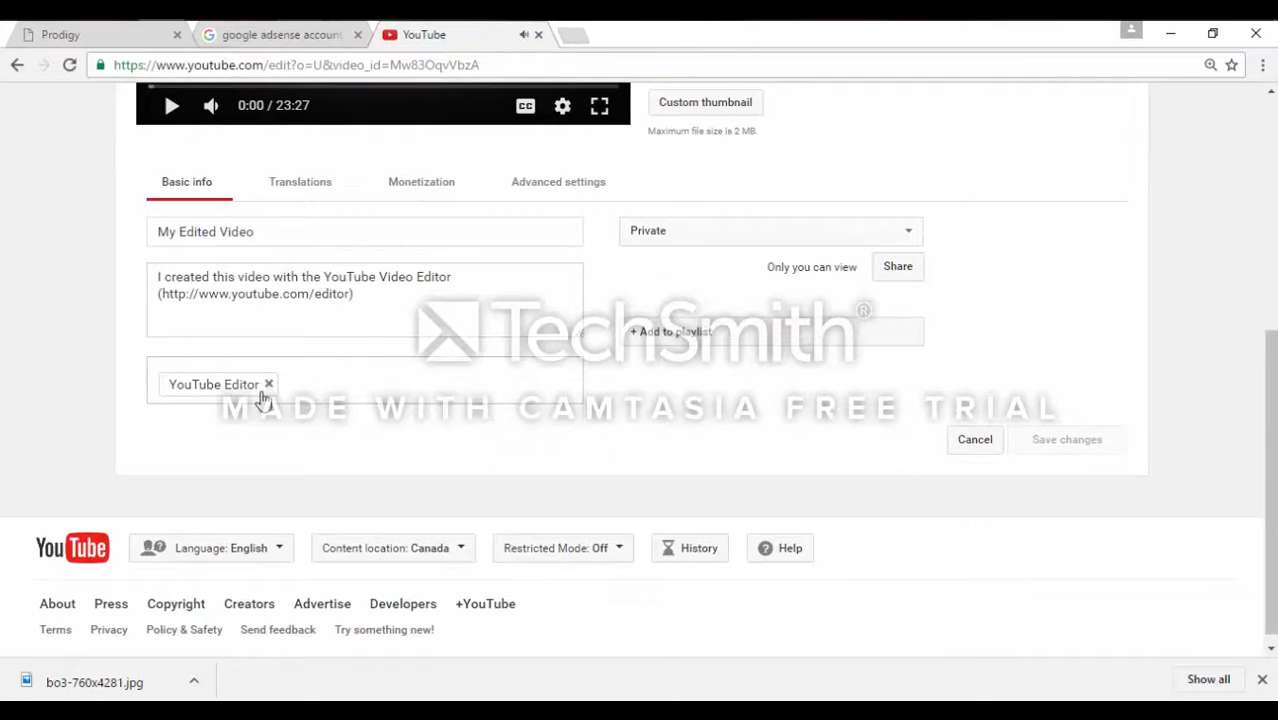 Prodigy
google adsense account
YouTube
https://www.youtube.com/edit?o=U&video_id=Mw83OqvVbzA
0:00 / 23:27
CC
Custom thumbnail
Maximum file size is 2 MB.
Basic info
Translations
Monetization
Advanced settings
My Edited Video
Private
Only you can view
Share
I created this video with the YouTube Video Editor
(http://www.youtube.com/editor)
+ Add to playlist
TechSmith®
YouTube Editor
MADE WITH CAMTASIA FREE TRIAL
Cancel
Save changes
YouTube
Language: English
Content location: Canada
Restricted Mode: Off
History
Help
About
Press
Copyright
Creators
Advertise
Developers
+YouTube
Terms
Privacy
Policy & Safety
Send feedback
Try something new!
bo3-760x4281.jpg
Show all